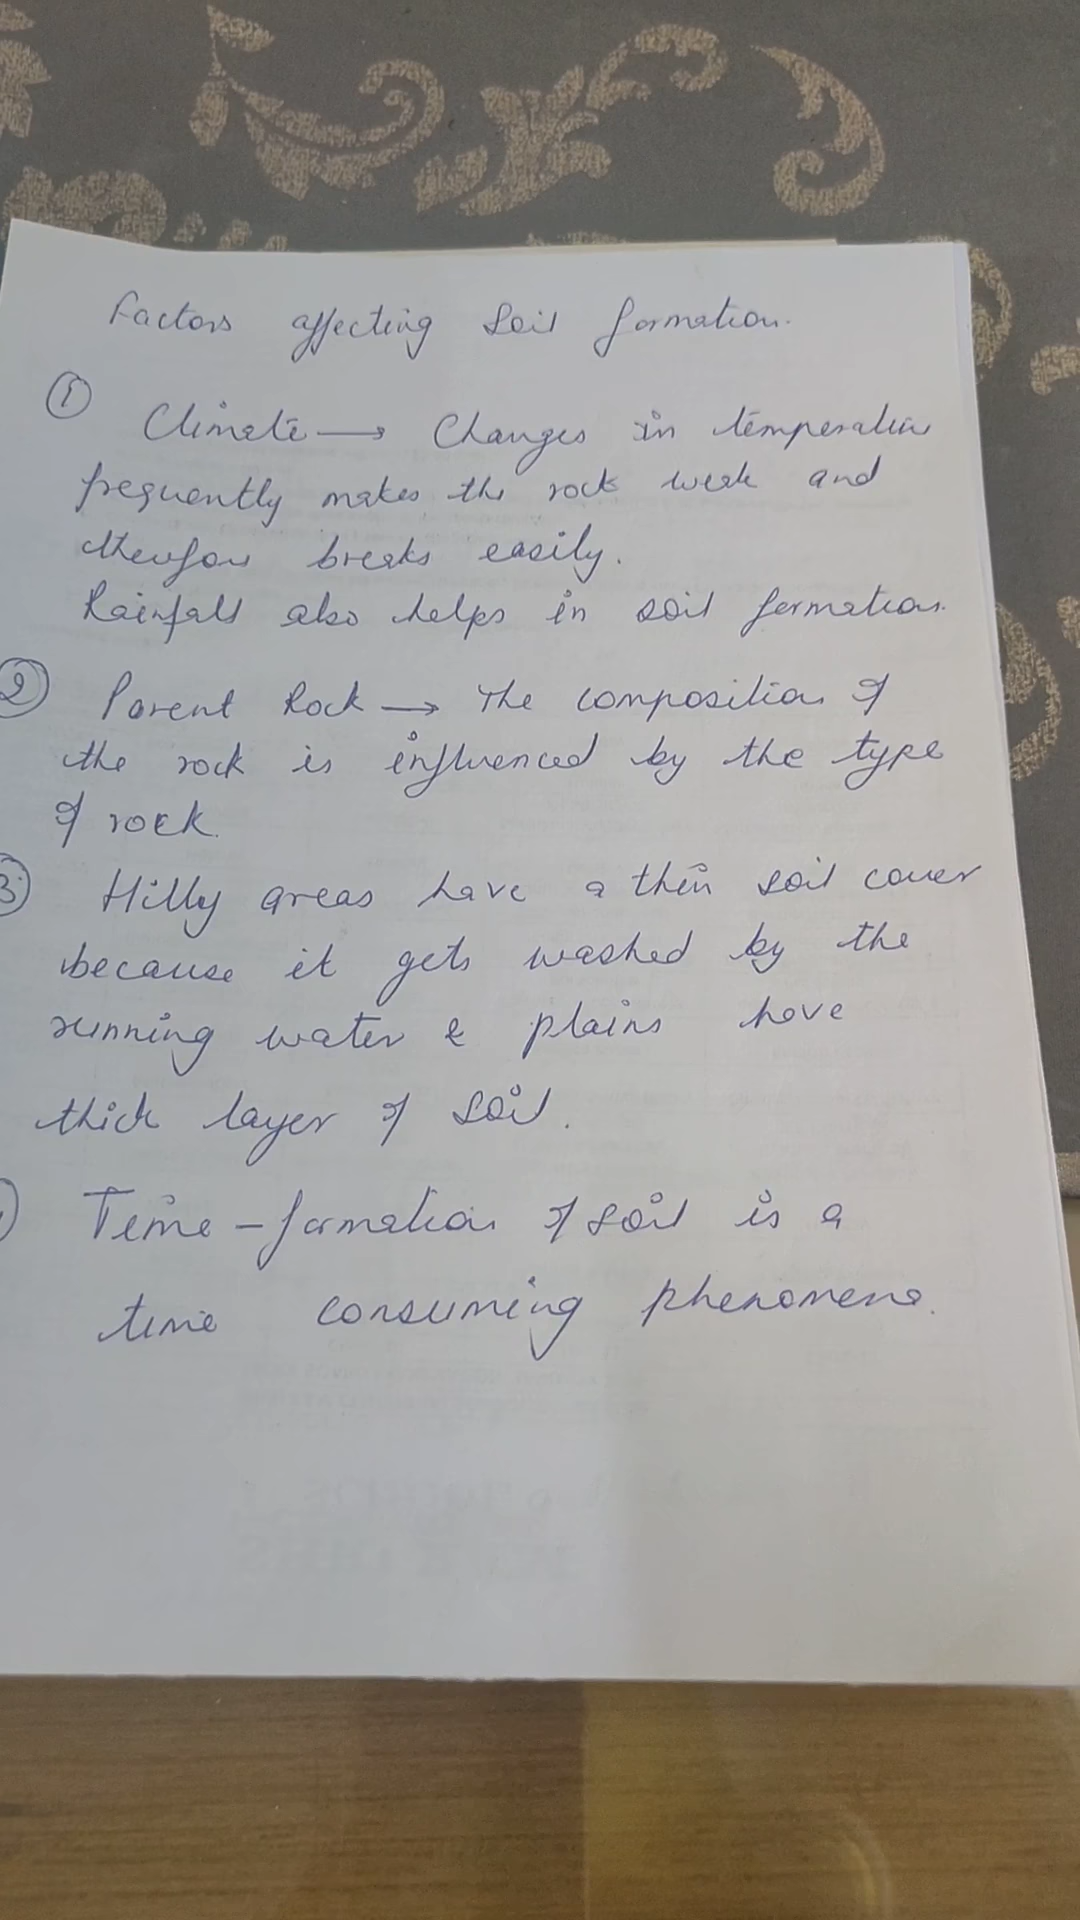 Factors affecting Soil formation.
① Climate → Changes in temperature
frequently makes the rock weak and
therefore breaks easily.
Rainfall also helps in soil formation.
② Parent Rock → The composition of
the rock is influenced by the type
of rock.
③ Hilly areas have a thin soil cover
because it gets washed by the
running water & plains have
thick layer of soil.
Time - formation of soil is a
time consuming phenomena.